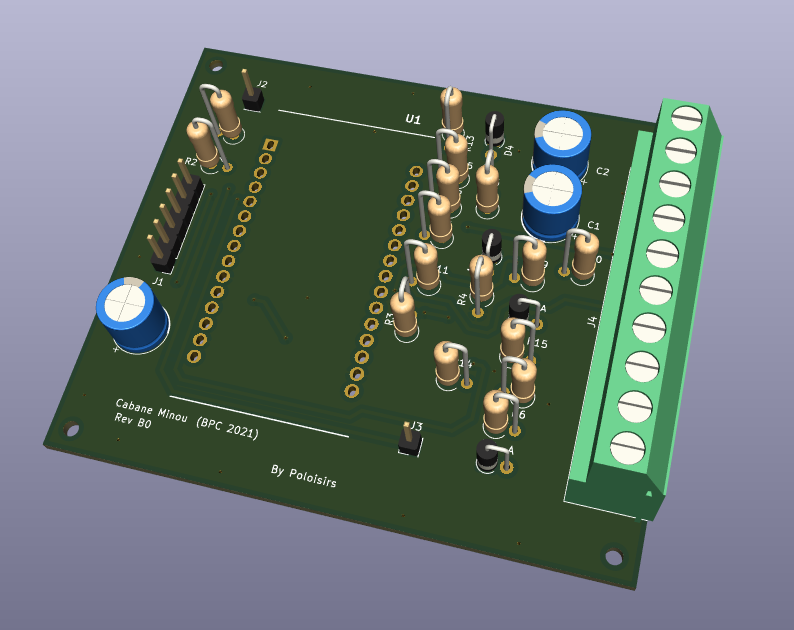 J2
U1
D4
R2
C2
C1
J1
R4
R3
J4
A
R15
Cabane Minou (BPC 2021)
Rev B0
J3
A
By Poloisirs